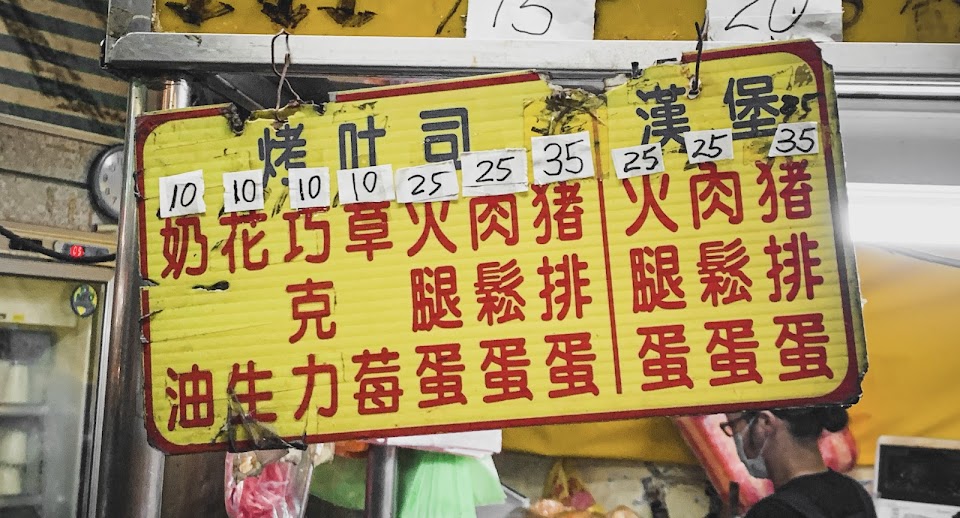 15
20
烤吐司
10 奶油
10 花生
10 巧克力
10 草莓
25 火腿蛋
25 肉鬆蛋
35 猪排蛋
漢堡
25 火腿蛋
25 肉鬆蛋
35 猪排蛋